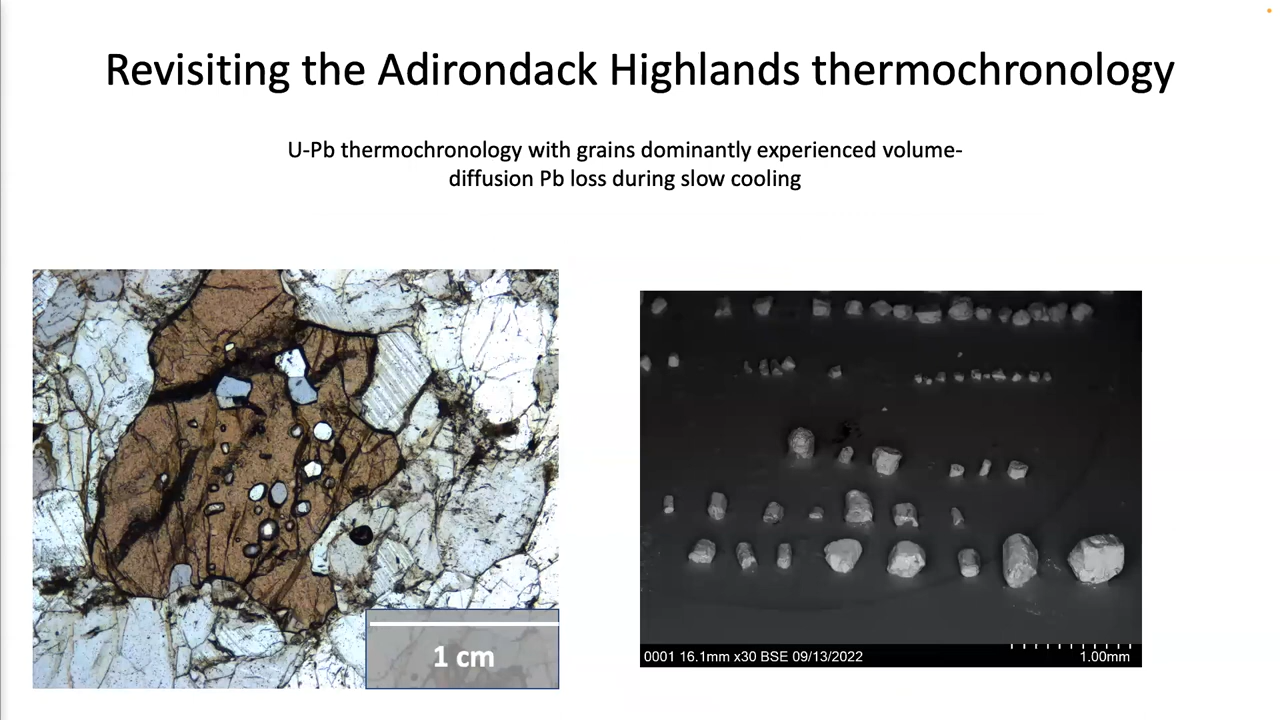 Revisiting the Adirondack Highlands thermochronology
U-Pb thermochronology with grains dominantly experienced volume-
diffusion Pb loss during slow cooling
1 cm
0001 16.1mm x30 BSE 09/13/2022
1.00mm